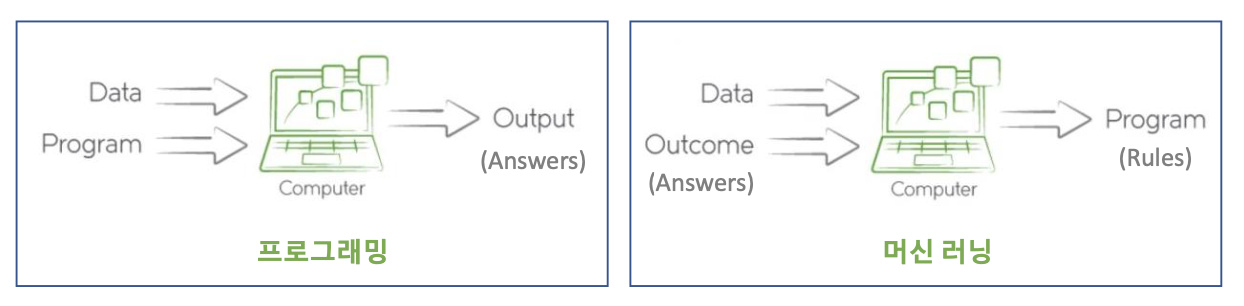 Data
Program
Computer
Output
(Answers)
프로그래밍
Data
Outcome
(Answers)
Computer
Program
(Rules)
머신 러닝